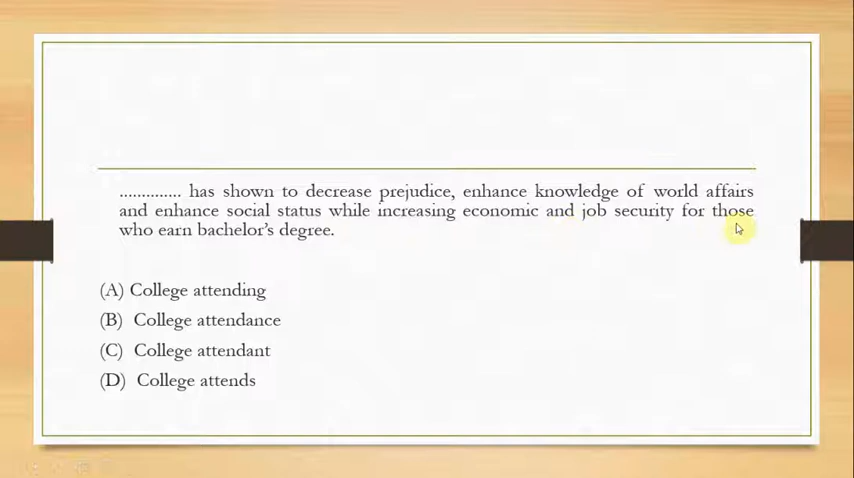 .............. has shown to decrease prejudice, enhance knowledge of world affairs
and enhance social status while increasing economic and job security for those
who earn bachelor's degree.
(A) College attending
(B) College attendance
(C) College attendant
(D) College attends